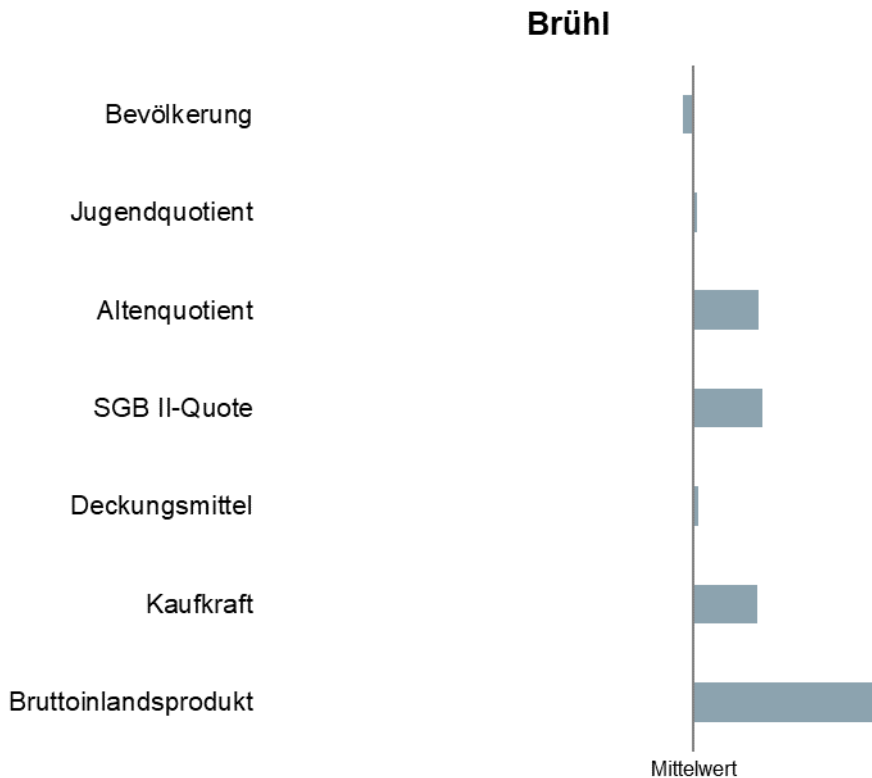 Brühl
Bevölkerung
Jugendquotient
Altenquotient
SGB II-Quote
Deckungsmittel
Kaufkraft
Bruttoinlandsprodukt
Mittelwert